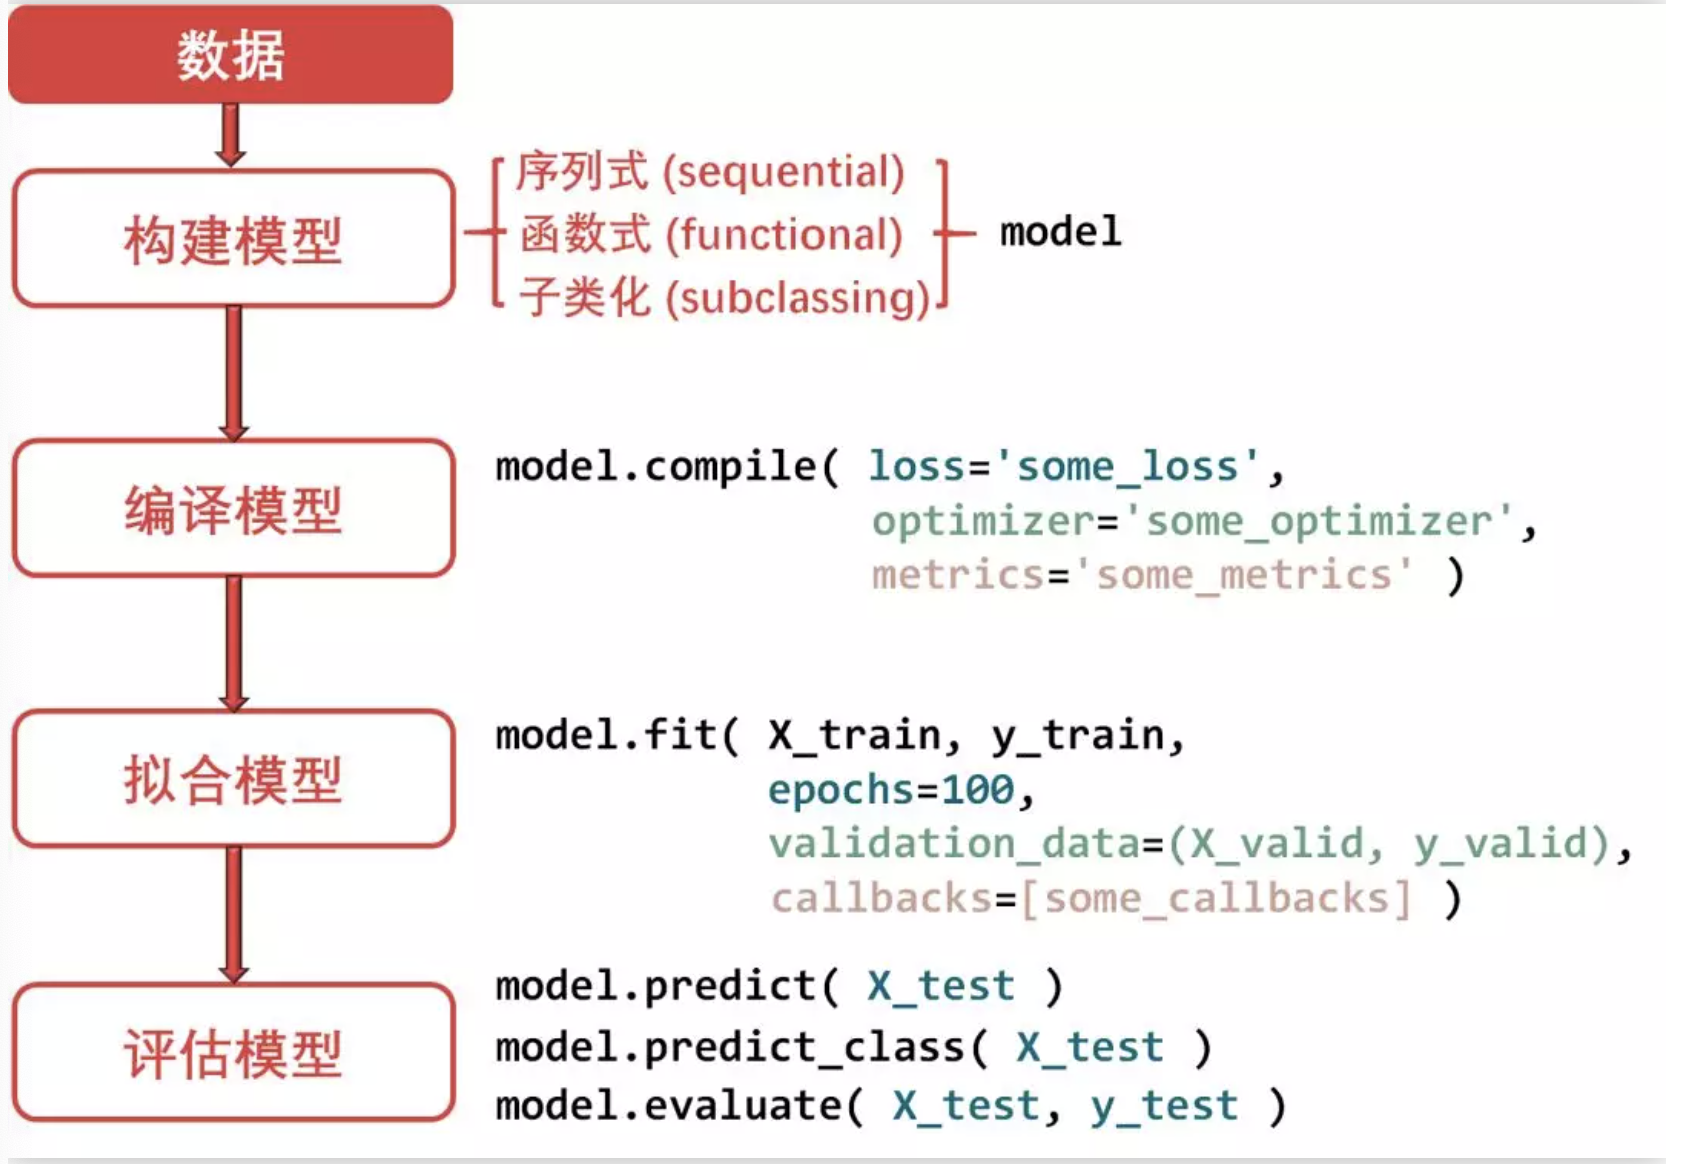 数据
构建模型
序列式 (sequential)
函数式 (functional)
子类化 (subclassing)
model
编译模型
model.compile( loss='some_loss',
optimizer='some_optimizer',
metrics='some_metrics' )
拟合模型
model.fit( X_train, y_train,
epochs=100,
validation_data=(X_valid, y_valid),
callbacks=[some_callbacks] )
评估模型
model.predict( X_test )
model.predict_class( X_test )
model.evaluate( X_test, y_test )